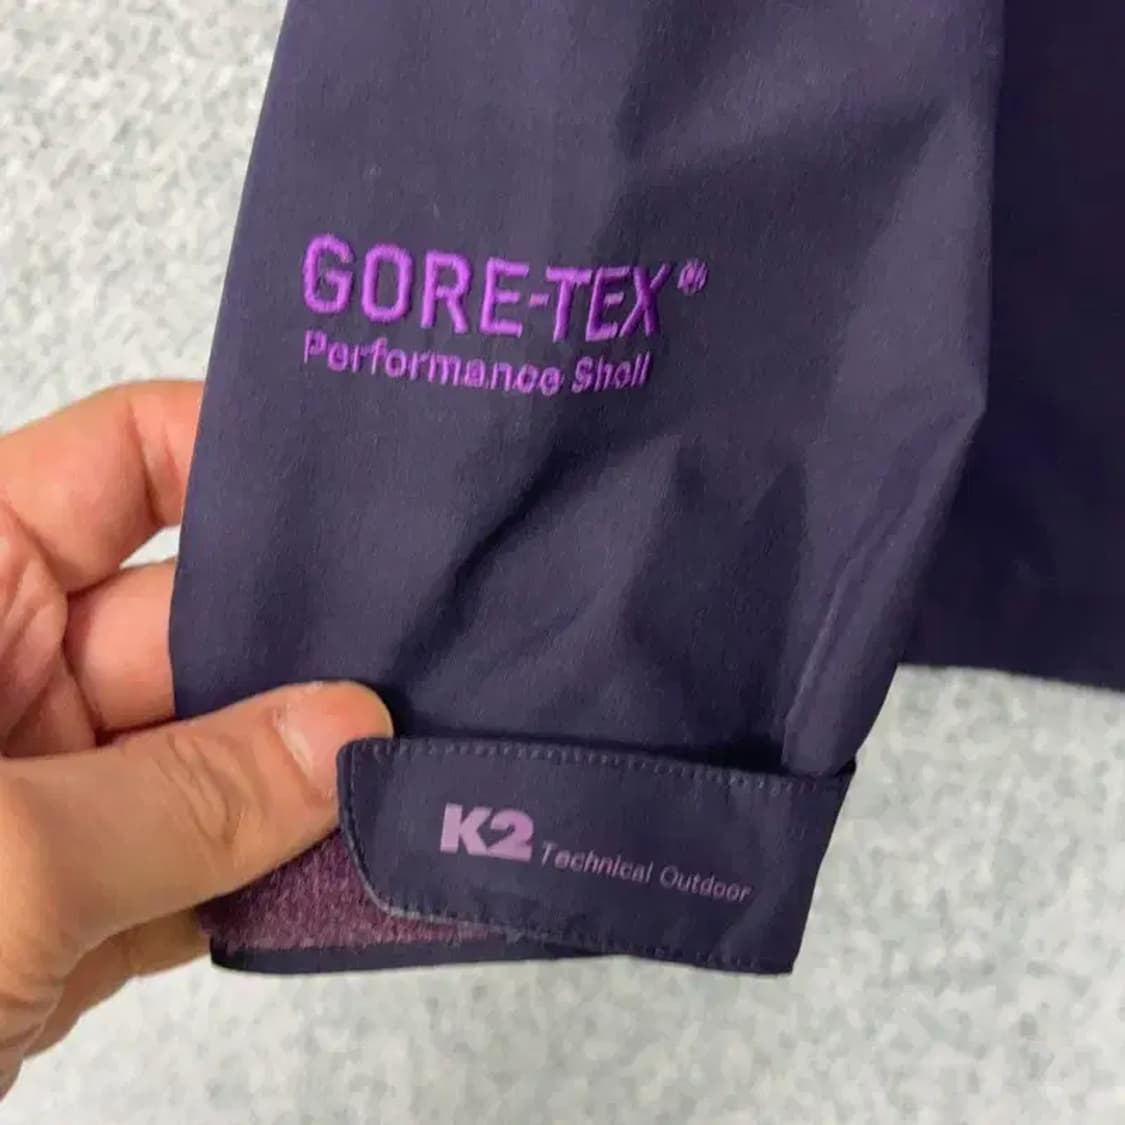 GORE-TEX®
Performance Shell
K2 Technical Outdoor